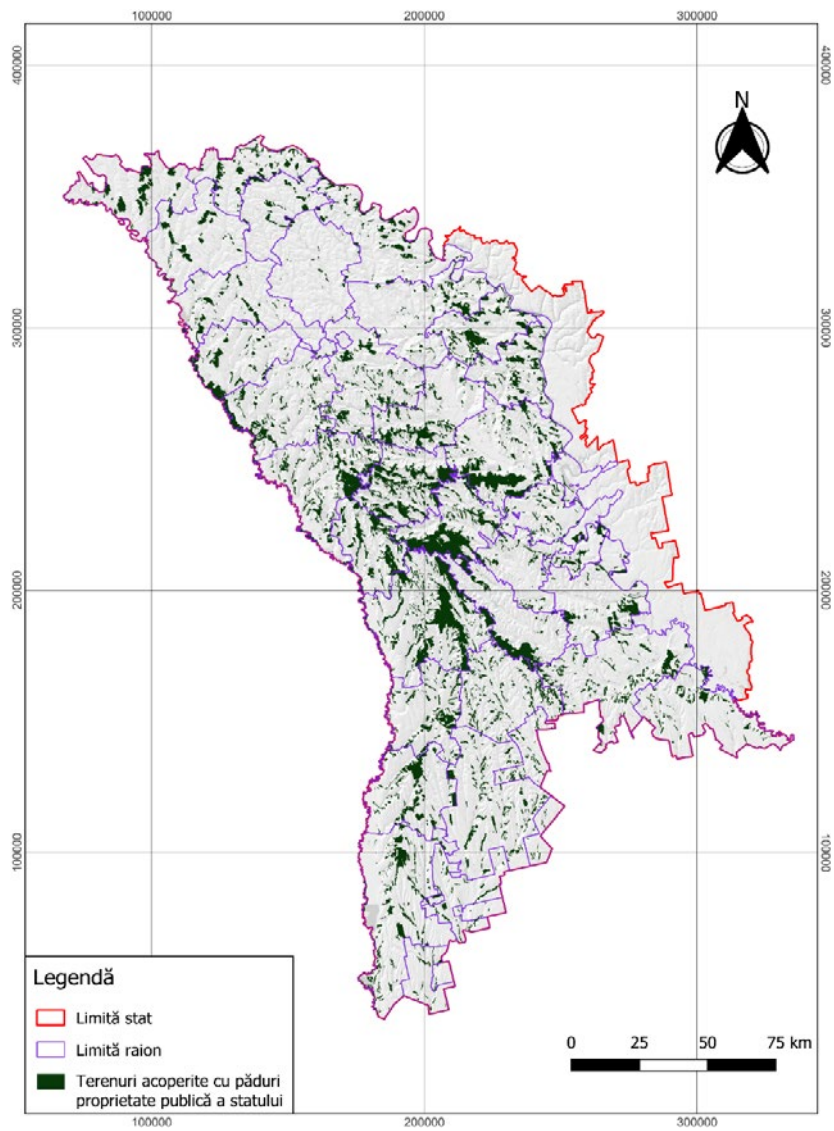 100000 200000 300000
N
400000 400000
300000 300000
200000 200000
100000 100000
Legendă
Limită stat
Limită raion
Terenuri acoperite cu păduri
proprietate publică a statului
0 25 50 75 km
100000 200000 300000